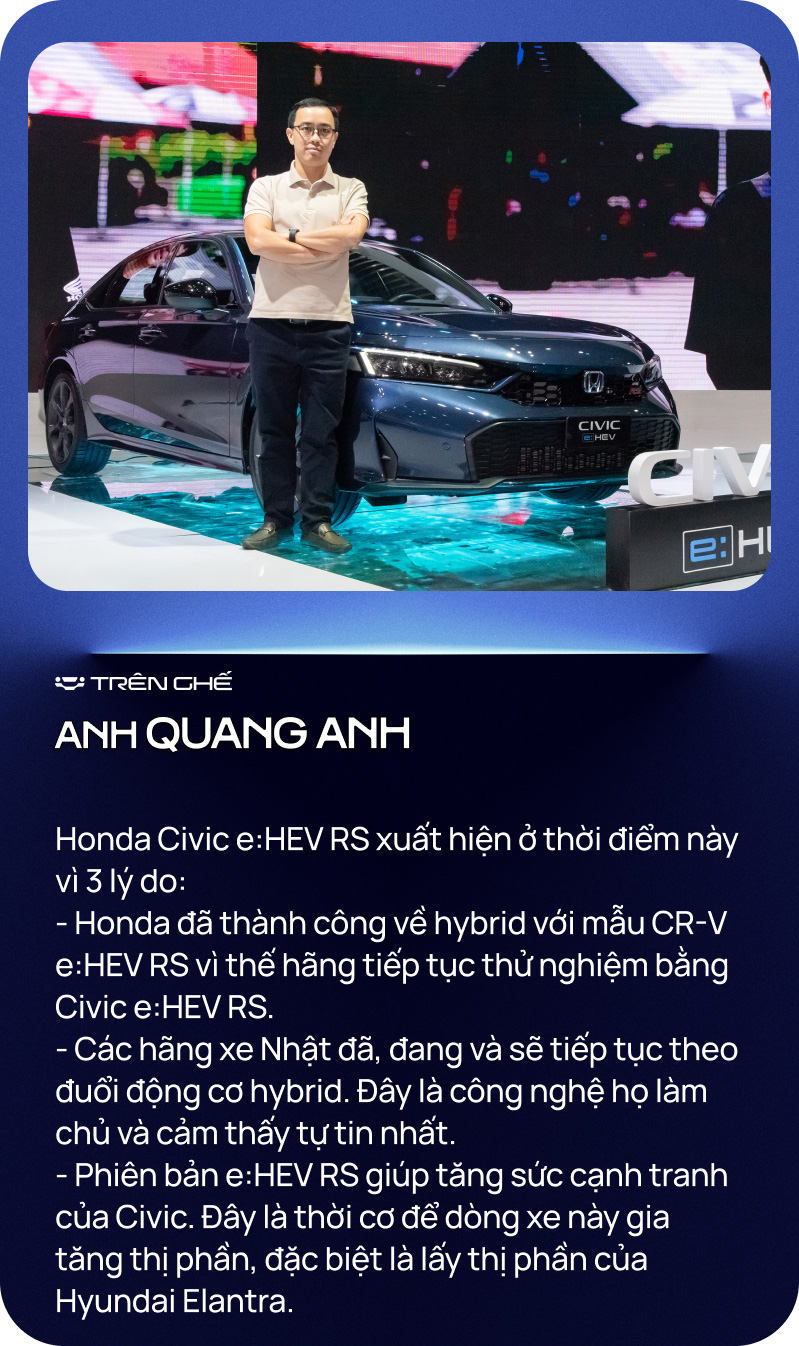 CIVIC
e:HEV
CIV
e:H
TRÊN GHẾ
ANH QUANG ANH
Honda Civic e:HEV RS xuất hiện ở thời điểm này
vì 3 lý do:
- Honda đã thành công về hybrid với mẫu CR-V
e:HEV RS vì thế hãng tiếp tục thử nghiệm bằng
Civic e:HEV RS.
- Các hãng xe Nhật đã, đang và sẽ tiếp tục theo
đuổi động cơ hybrid. Đây là công nghệ họ làm
chủ và cảm thấy tự tin nhất.
- Phiên bản e:HEV RS giúp tăng sức cạnh tranh
của Civic. Đây là thời cơ để dòng xe này gia
tăng thị phần, đặc biệt là lấy thị phần của
Hyundai Elantra.